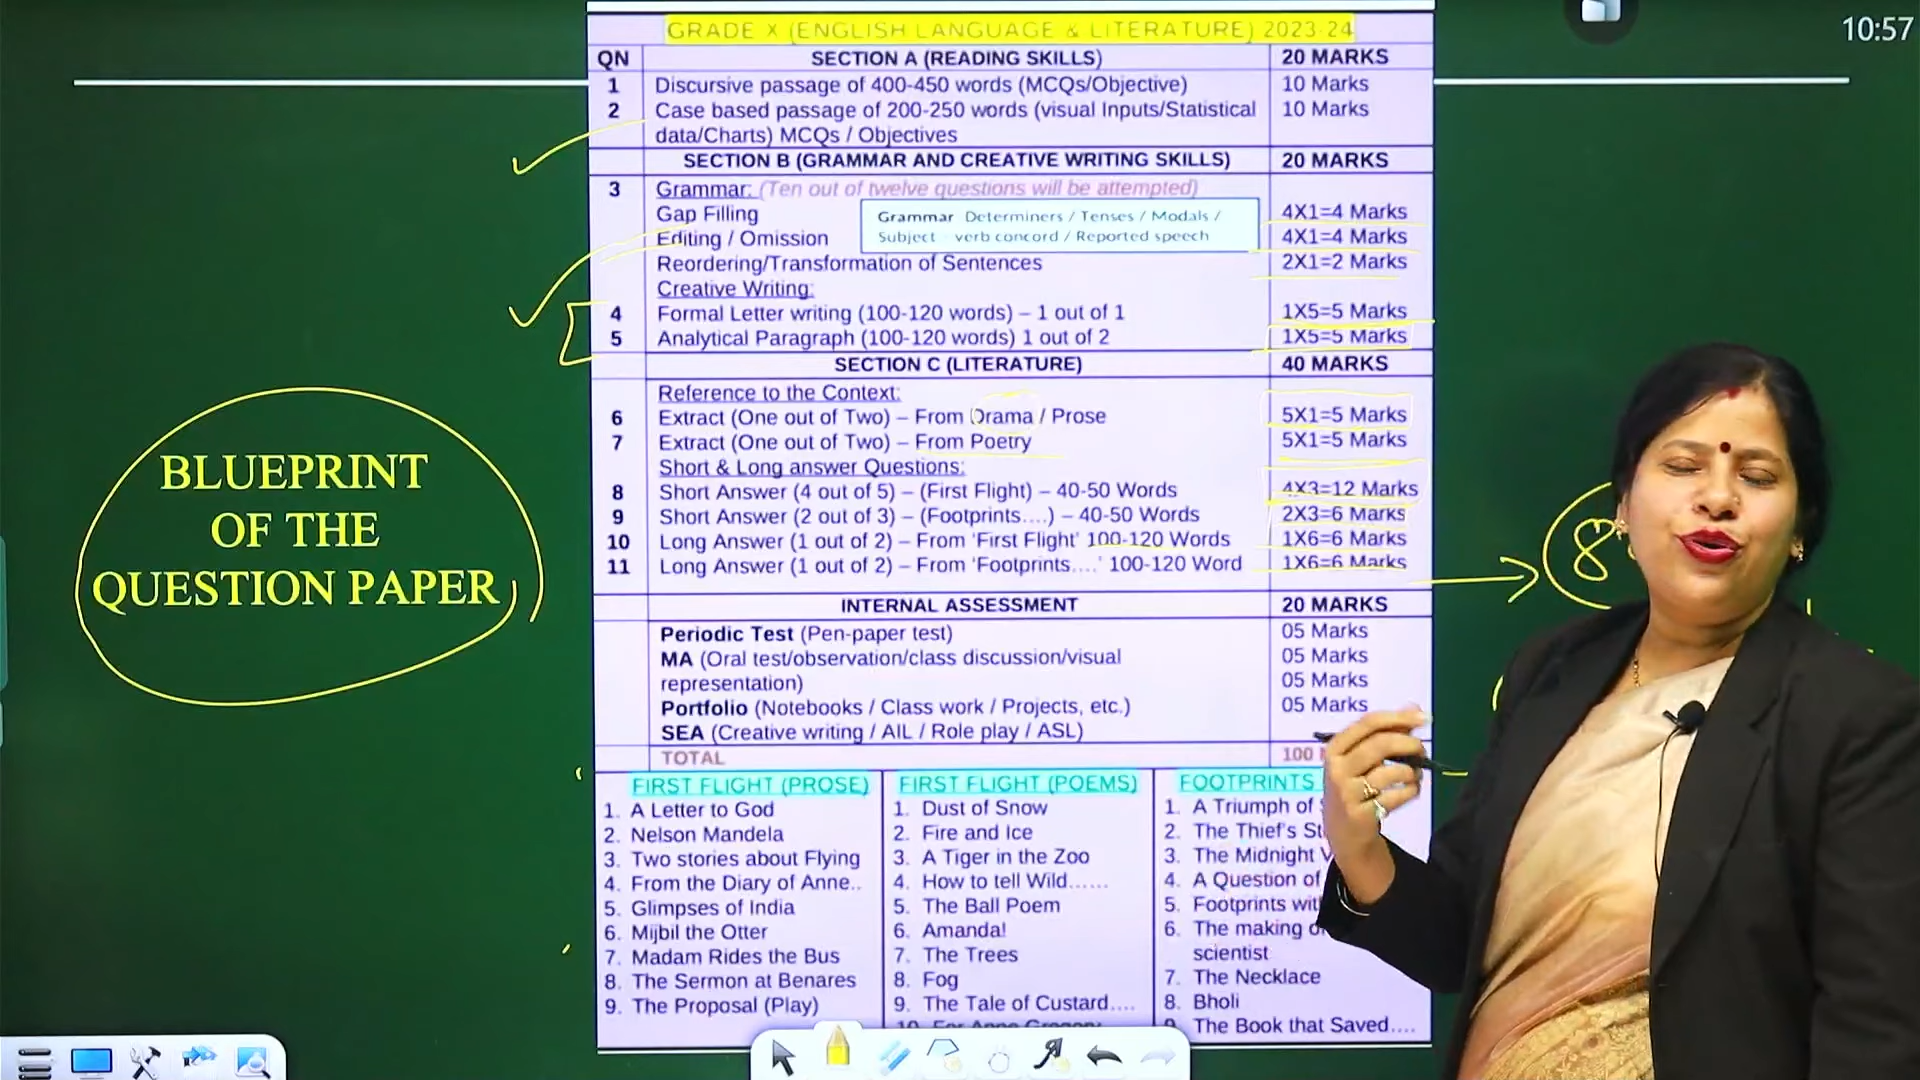 10:57
GRADE X (ENGLISH LANGUAGE & LITERATURE) 2023-24
QN SECTION A (READING SKILLS) 20 MARKS
1 Discursive passage of 400-450 words (MCQs/Objective) 10 Marks
2 Case based passage of 200-250 words (visual Inputs/Statistical 10 Marks
data/Charts) MCQs / Objectives
SECTION B (GRAMMAR AND CREATIVE WRITING SKILLS) 20 MARKS
3 Grammar: (Ten out of twelve questions will be attempted)
Gap Filling 4X1=4 Marks
Grammar Determiners / Tenses / Modals /
Subject verb concord / Reported speech
Editing / Omission 4X1=4 Marks
Reordering/Transformation of Sentences 2X1=2 Marks
Creative Writing:
4 Formal Letter writing (100-120 words) – 1 out of 1 1X5=5 Marks
5 Analytical Paragraph (100-120 words) 1 out of 2 1X5=5 Marks
SECTION C (LITERATURE) 40 MARKS
Reference to the Context:
6 Extract (One out of Two) – From Drama / Prose 5X1=5 Marks
7 Extract (One out of Two) – From Poetry 5X1=5 Marks
Short & Long answer Questions:
8 Short Answer (4 out of 5) – (First Flight) – 40-50 Words 4X3=12 Marks
9 Short Answer (2 out of 3) – (Footprints....) – 40-50 Words 2X3=6 Marks
10 Long Answer (1 out of 2) – From 'First Flight' 100-120 Words 1X6=6 Marks
11 Long Answer (1 out of 2) – From 'Footprints....' 100-120 Word 1X6=6 Marks
INTERNAL ASSESSMENT 20 MARKS
Periodic Test (Pen-paper test) 05 Marks
MA (Oral test/observation/class discussion/visual 05 Marks
representation) 05 Marks
Portfolio (Notebooks / Class work / Projects, etc.) 05 Marks
SEA (Creative writing / AIL / Role play / ASL)
TOTAL 100
BLUEPRINT
OF THE
QUESTION PAPER
8
FIRST FLIGHT (PROSE)
1. A Letter to God
2. Nelson Mandela
3. Two stories about Flying
4. From the Diary of Anne..
5. Glimpses of India
6. Mijbil the Otter
7. Madam Rides the Bus
8. The Sermon at Benares
9. The Proposal (Play)
FIRST FLIGHT (POEMS)
1. Dust of Snow
2. Fire and Ice
3. A Tiger in the Zoo
4. How to tell Wild......
5. The Ball Poem
6. Amanda!
7. The Trees
8. Fog
9. The Tale of Custard....
10. For Anne Gregory
FOOTPRINTS
1. A Triumph of
2. The Thief's
3. The Midnight
4. A Question of
5. Footprints
6. The making
scientist
7. The Necklace
8. Bholi
9. The Book that Saved....